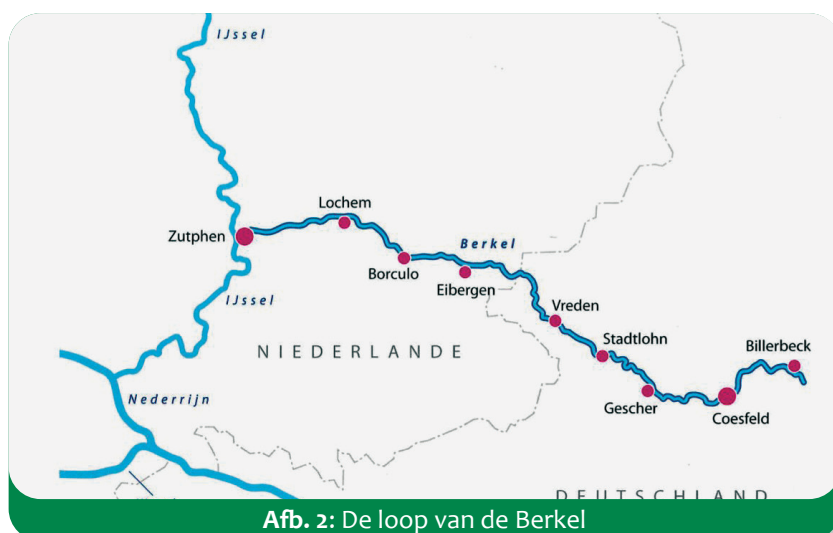 IJssel
Lochem
Zutphen
Berkel
Borculo
Eibergen
IJssel
Vreden
NIEDERLANDE
Stadtlohn
Billerbeck
Nederrijn
Gescher
Coesfeld
DEUTSCHLAND
Afb. 2: De loop van de Berkel